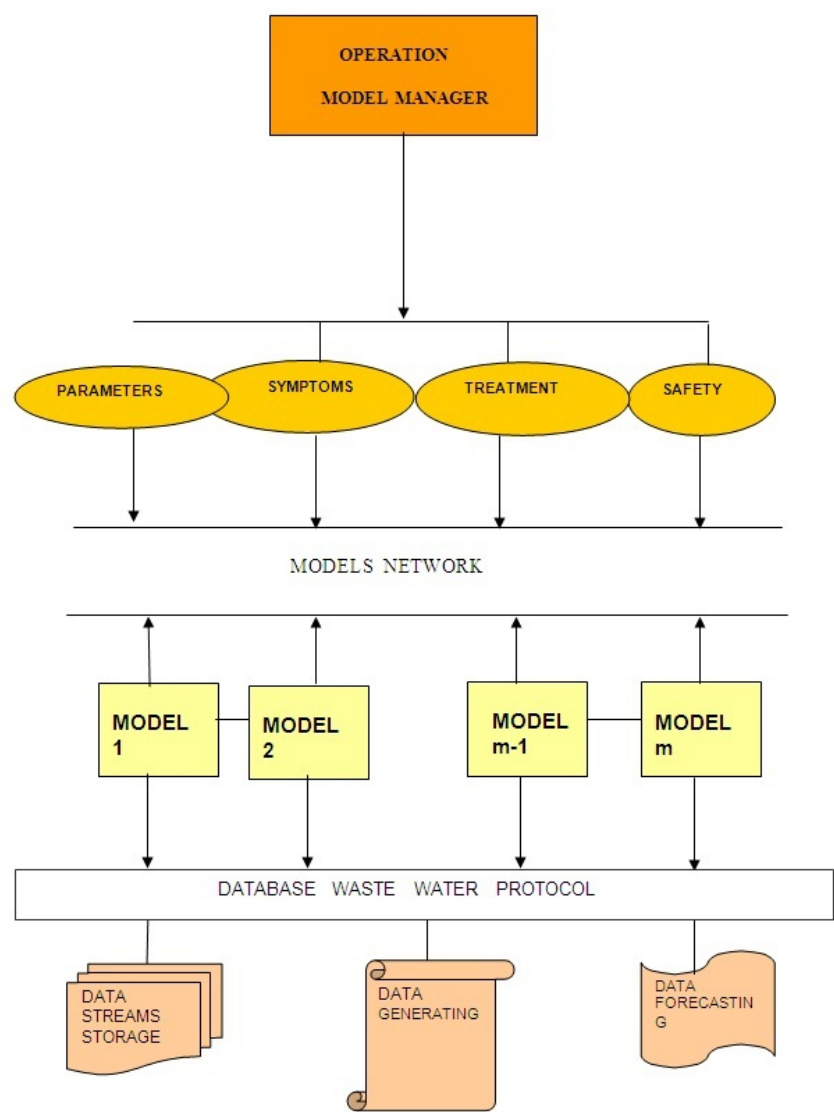 OPERATION
MODEL MANAGER
PARAMETERS
SYMPTOMS
TREATMENT
SAFETY
MODELS NETWORK
MODEL
1
MODEL
2
MODEL
m-1
MODEL
m
DATABASE WASTE WATER PROTOCOL
DATA
STREAMS
STORAGE
DATA
GENERATING
DATA
FORECASTIN
G